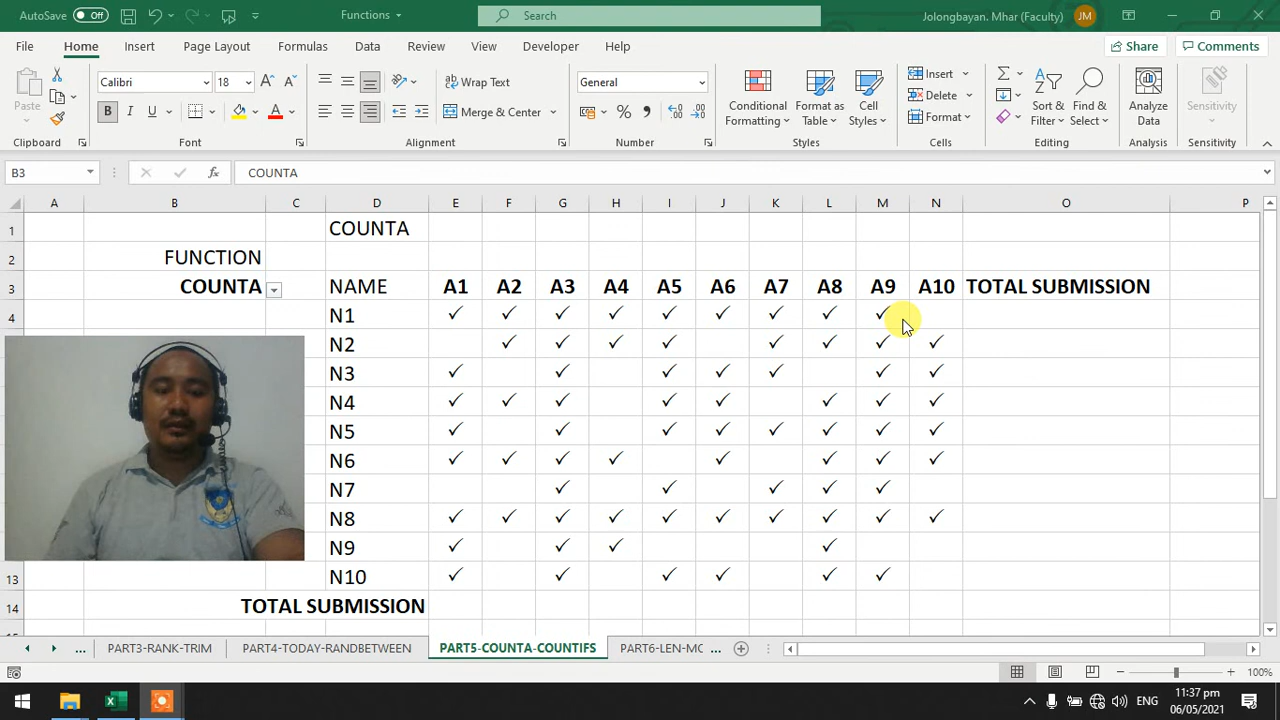 AutoSave Off Functions Search Jolongbayan. Mhar (Faculty) JM
File Home Insert Page Layout Formulas Data Review View Developer Help Share Comments
Paste Calibri 18 Wrap Text General Conditional Formatting Format as Table Cell Styles Insert Delete Format Sort & Filter Find & Select Analyze Data Sensitivity
B I U Merge & Center
Clipboard Font Alignment Number Styles Cells Editing Analysis Sensitivity
B3 fx COUNTA
A B C D E F G H I J K L M N O P
1 COUNTA
2 FUNCTION
3 COUNTA NAME A1 A2 A3 A4 A5 A6 A7 A8 A9 A10 TOTAL SUBMISSION
4 N1 ✓ ✓ ✓ ✓ ✓ ✓ ✓ ✓ ✓
N2 ✓ ✓ ✓ ✓ ✓ ✓ ✓ ✓
N3 ✓ ✓ ✓ ✓ ✓ ✓ ✓
N4 ✓ ✓ ✓ ✓ ✓ ✓ ✓ ✓
N5 ✓ ✓ ✓ ✓ ✓ ✓ ✓ ✓
N6 ✓ ✓ ✓ ✓ ✓ ✓ ✓ ✓
N7 ✓ ✓ ✓ ✓ ✓
N8 ✓ ✓ ✓ ✓ ✓ ✓ ✓ ✓ ✓ ✓
N9 ✓ ✓ ✓ ✓
13 N10 ✓ ✓ ✓ ✓ ✓ ✓
14 TOTAL SUBMISSION
... PART3-RANK-TRIM PART4-TODAY-RANDBETWEEN PART5-COUNTA-COUNTIFS PART6-LEN-MC ...
100%
ENG 11:37 pm
06/05/2021